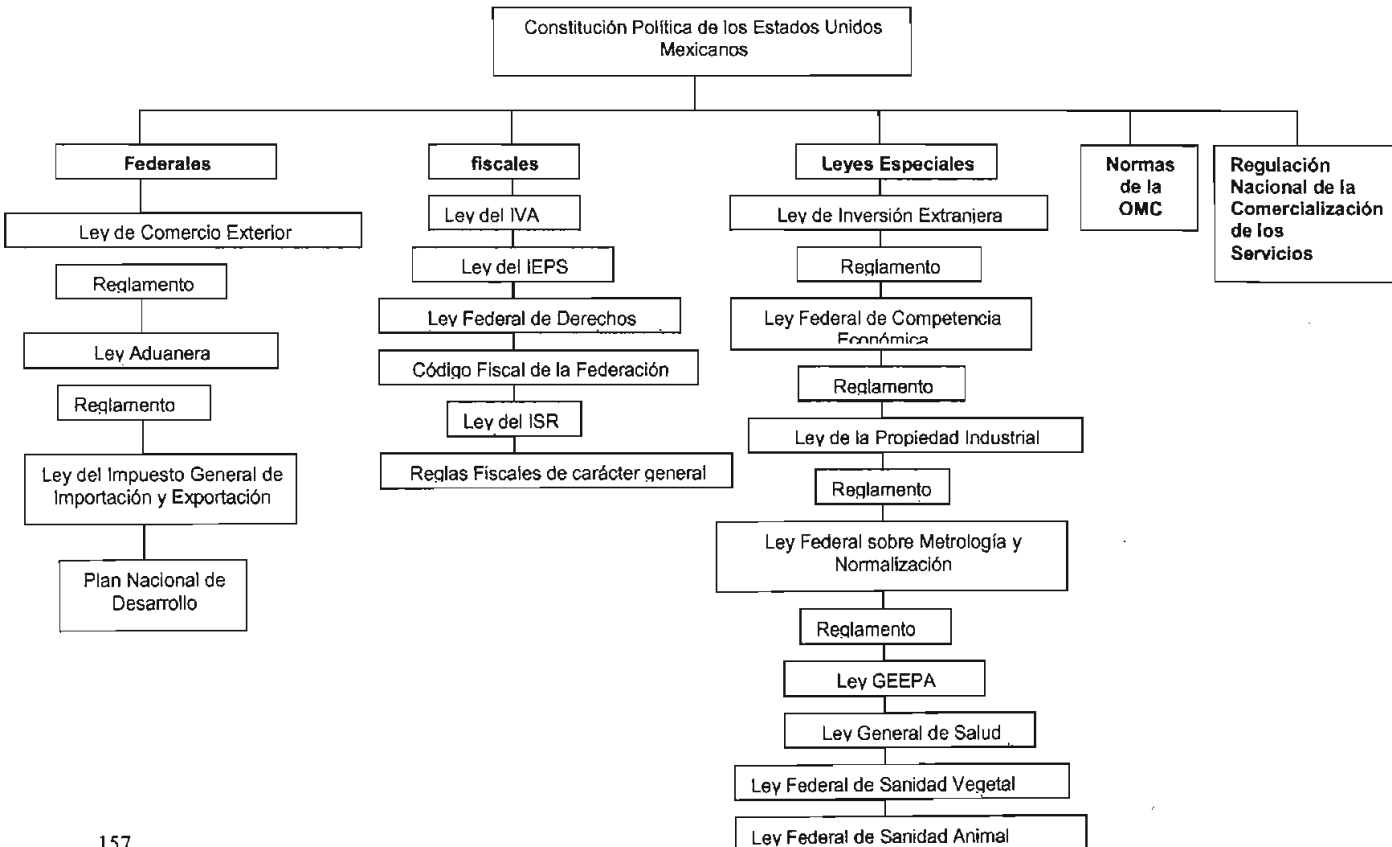 Constitución Política de los Estados Unidos
Mexicanos
Federales
Ley de Comercio Exterior
Reglamento
Ley Aduanera
Reglamento
Ley del Impuesto General de
Importación y Exportación
Plan Nacional de
Desarrollo
fiscales
Ley del IVA
Ley del IEPS
Ley Federal de Derechos
Código Fiscal de la Federación
Ley del ISR
Reglas Fiscales de carácter general
Leyes Especiales
Ley de Inversión Extranjera
Reglamento
Ley Federal de Competencia
Económica
Reglamento
Ley de la Propiedad Industrial
Reglamento
Ley Federal sobre Metrología y
Normalización
Reglamento
Ley GEEPA
Ley General de Salud
Ley Federal de Sanidad Vegetal
Ley Federal de Sanidad Animal
Normas
de la
OMC
Regulación
Nacional de la
Comercialización
de los
Servicios
157